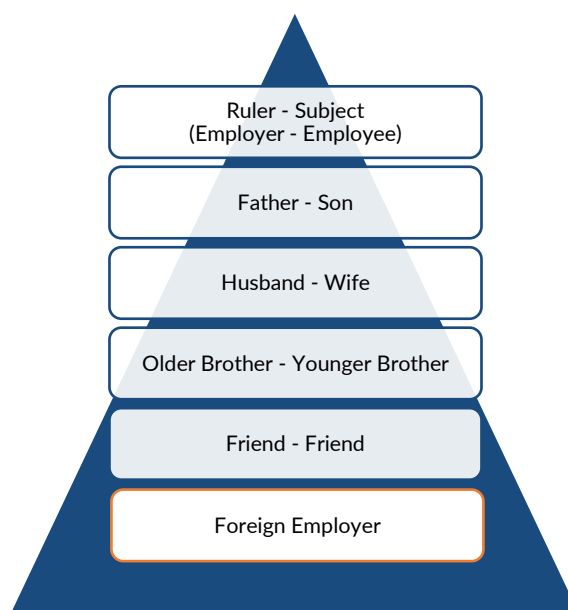 Ruler - Subject
(Employer - Employee)
Father - Son
Husband - Wife
Older Brother - Younger Brother
Friend - Friend
Foreign Employer